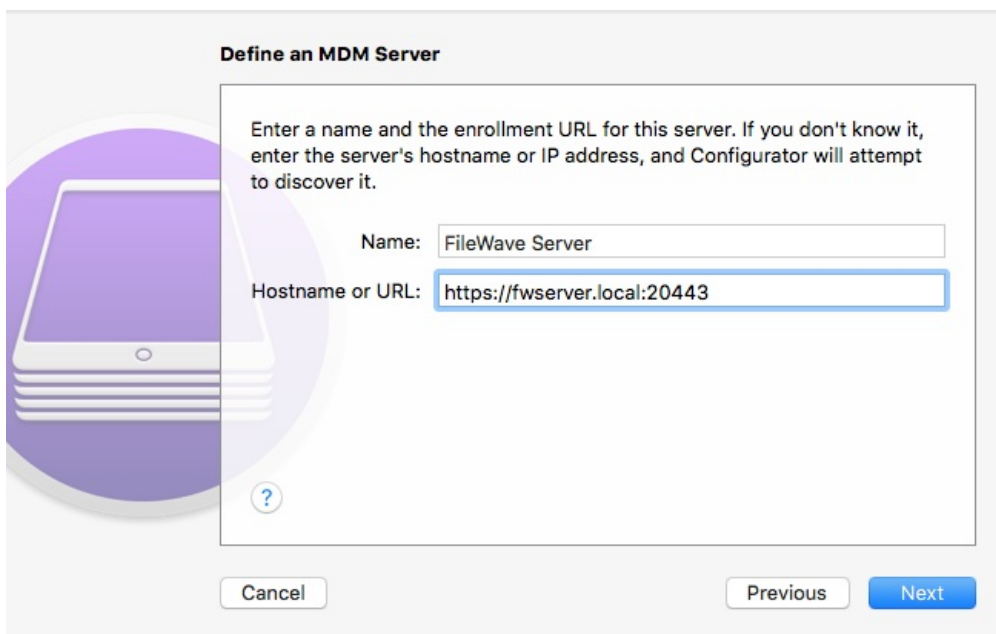 Define an MDM Server
Enter a name and the enrollment URL for this server. If you don't know it,
enter the server's hostname or IP address, and Configurator will attempt
to discover it.
Name: FileWave Server
Hostname or URL: https://fwserver.local:20443
?
Cancel Previous Next